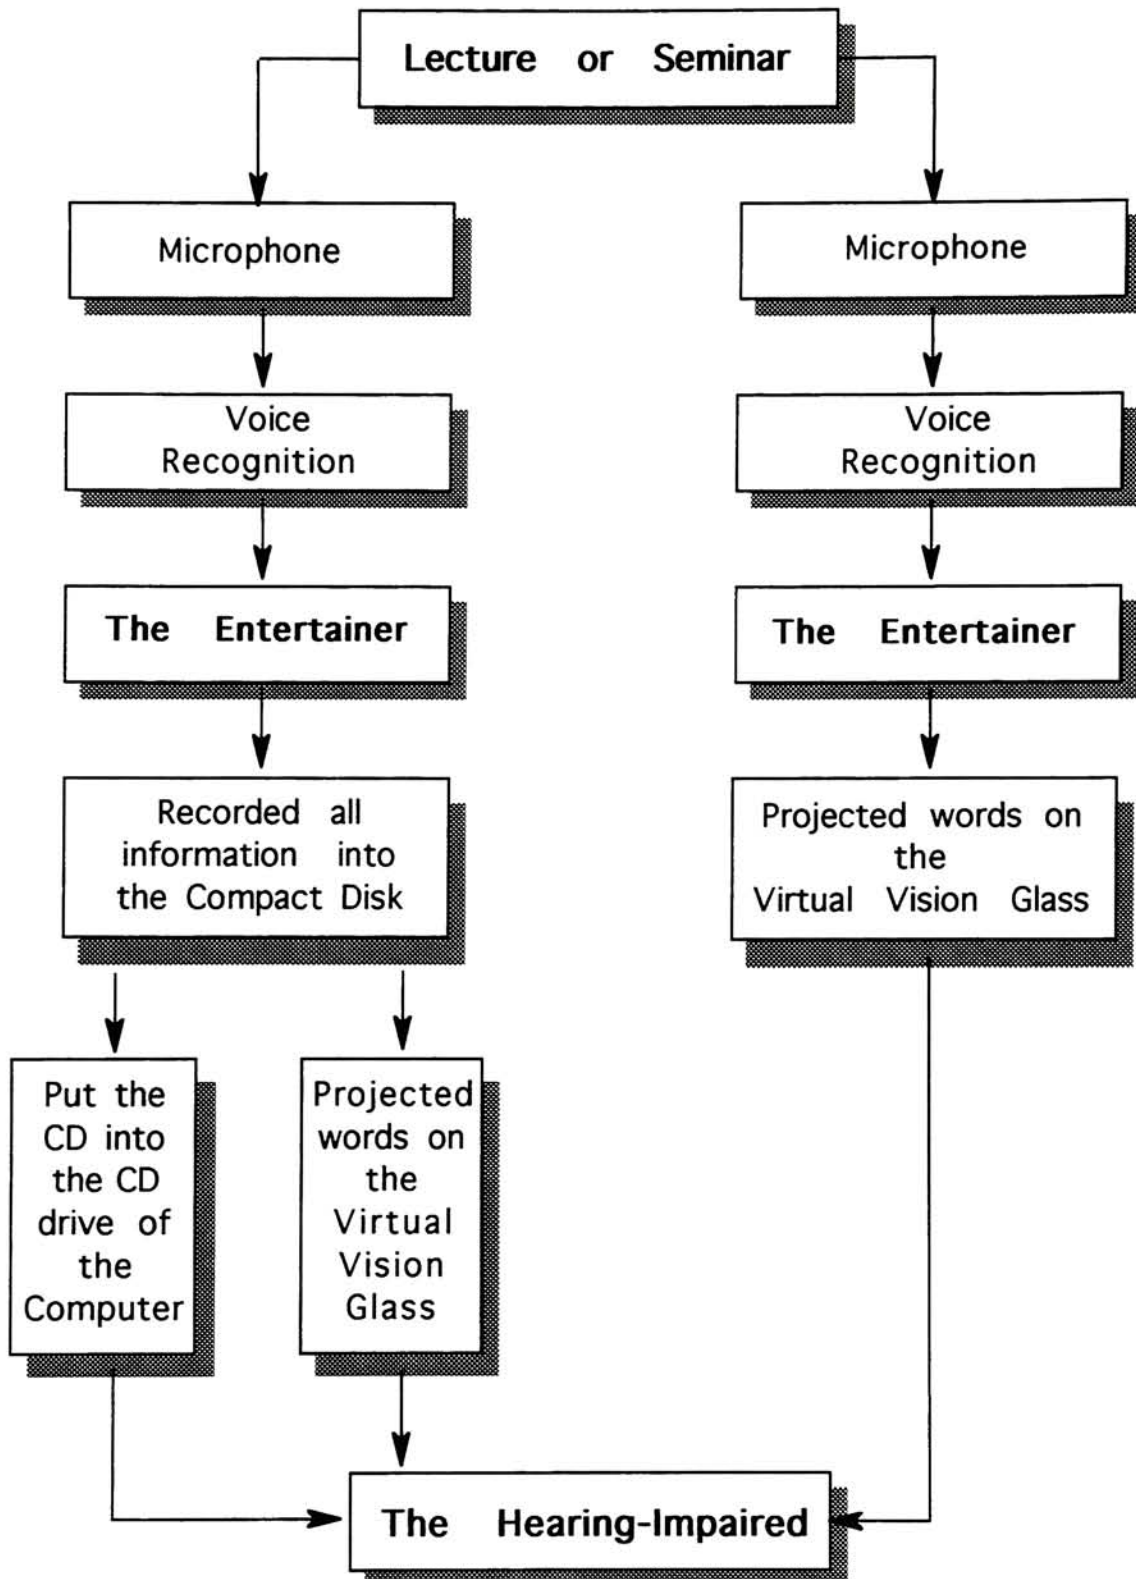 Lecture or Seminar
Microphone
Microphone
Voice
Recognition
Voice
Recognition
The Entertainer
The Entertainer
Recorded all
information into
the Compact Disk
Projected words on
the
Virtual Vision Glass
Put the
CD into
the CD
drive of
the
Computer
Projected
words on
the
Virtual
Vision
Glass
The Hearing-Impaired